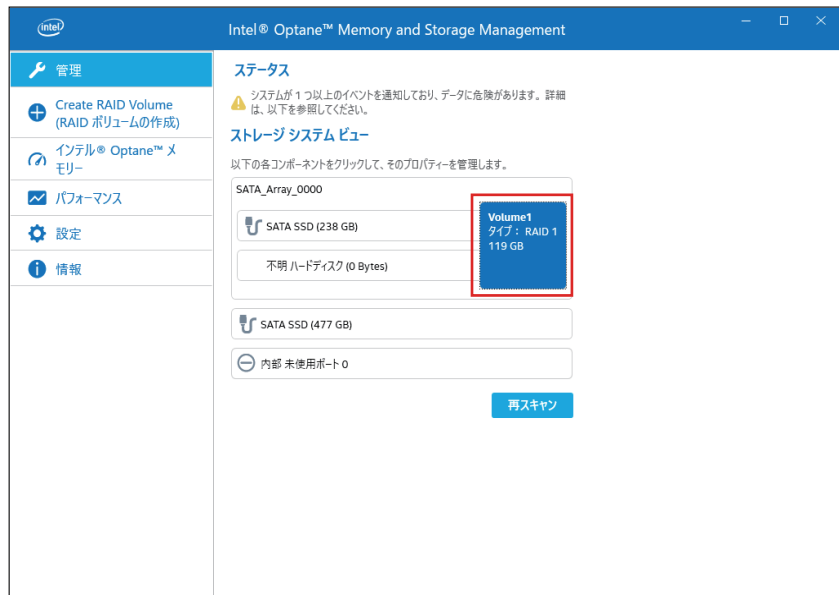 intel
Intel® Optane™ Memory and Storage Management
管理
Create RAID Volume
(RAID ボリュームの作成)
インテル® Optane™ メ
モリー
パフォーマンス
設定
情報
ステータス
システムが 1 つ以上のイベントを通知しており、データに危険があります。詳細
は、以下を参照してください。
ストレージ システム ビュー
以下の各コンポーネントをクリックして、そのプロパティーを管理します。
SATA_Array_0000
SATA SSD (238 GB)
不明 ハードディスク (0 Bytes)
Volume1
タイプ： RAID 1
119 GB
SATA SSD (477 GB)
内部 未使用ポート 0
再スキャン